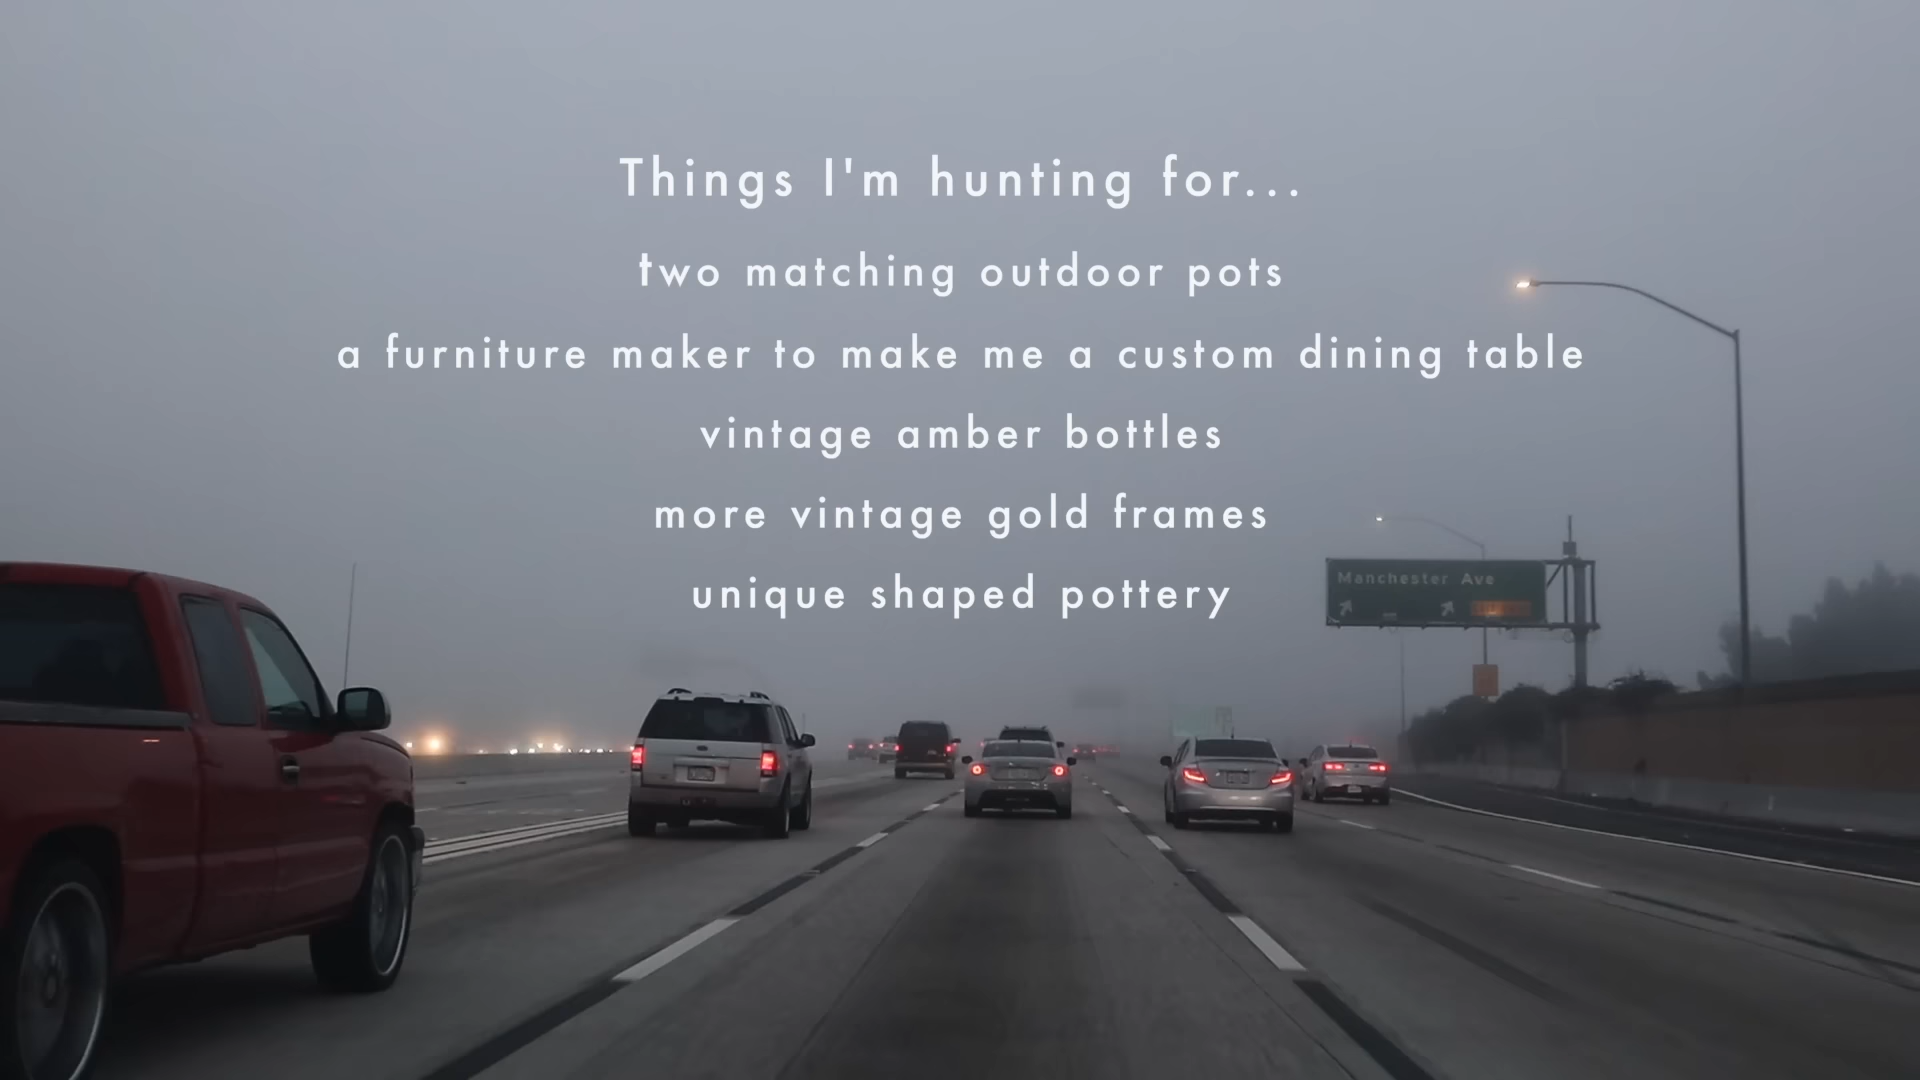 Things I'm hunting for...
two matching outdoor pots
a furniture maker to make me a custom dining table
vintage amber bottles
more vintage gold frames
unique shaped pottery
Manchester Ave